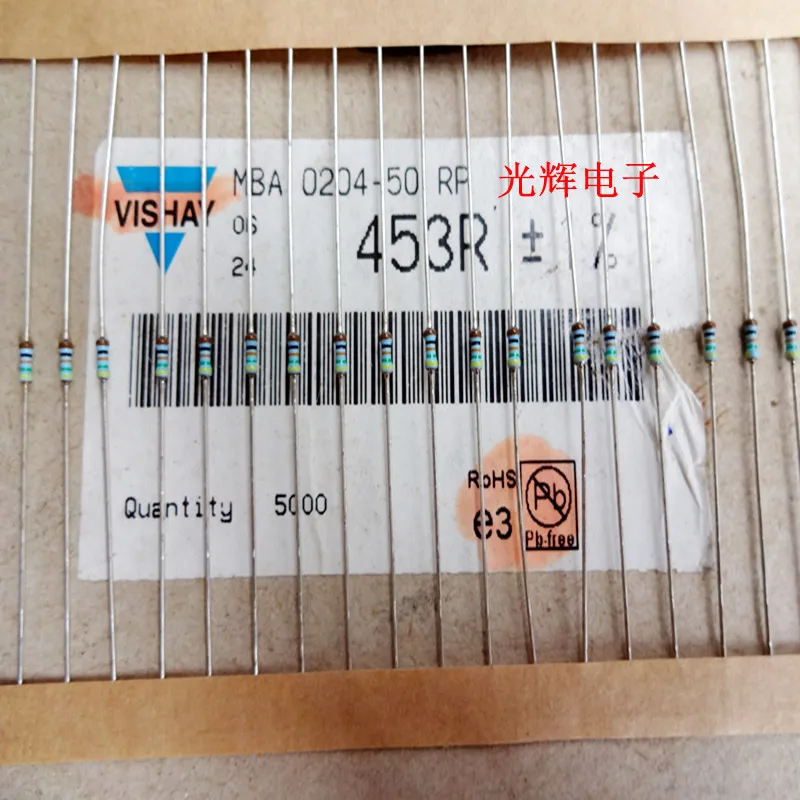 VISHAY
MBA 0204-50 RP
光辉电子
06
24
453R ± 1%
Quantity 5000
RoHS
e3
Pb
Pb-free